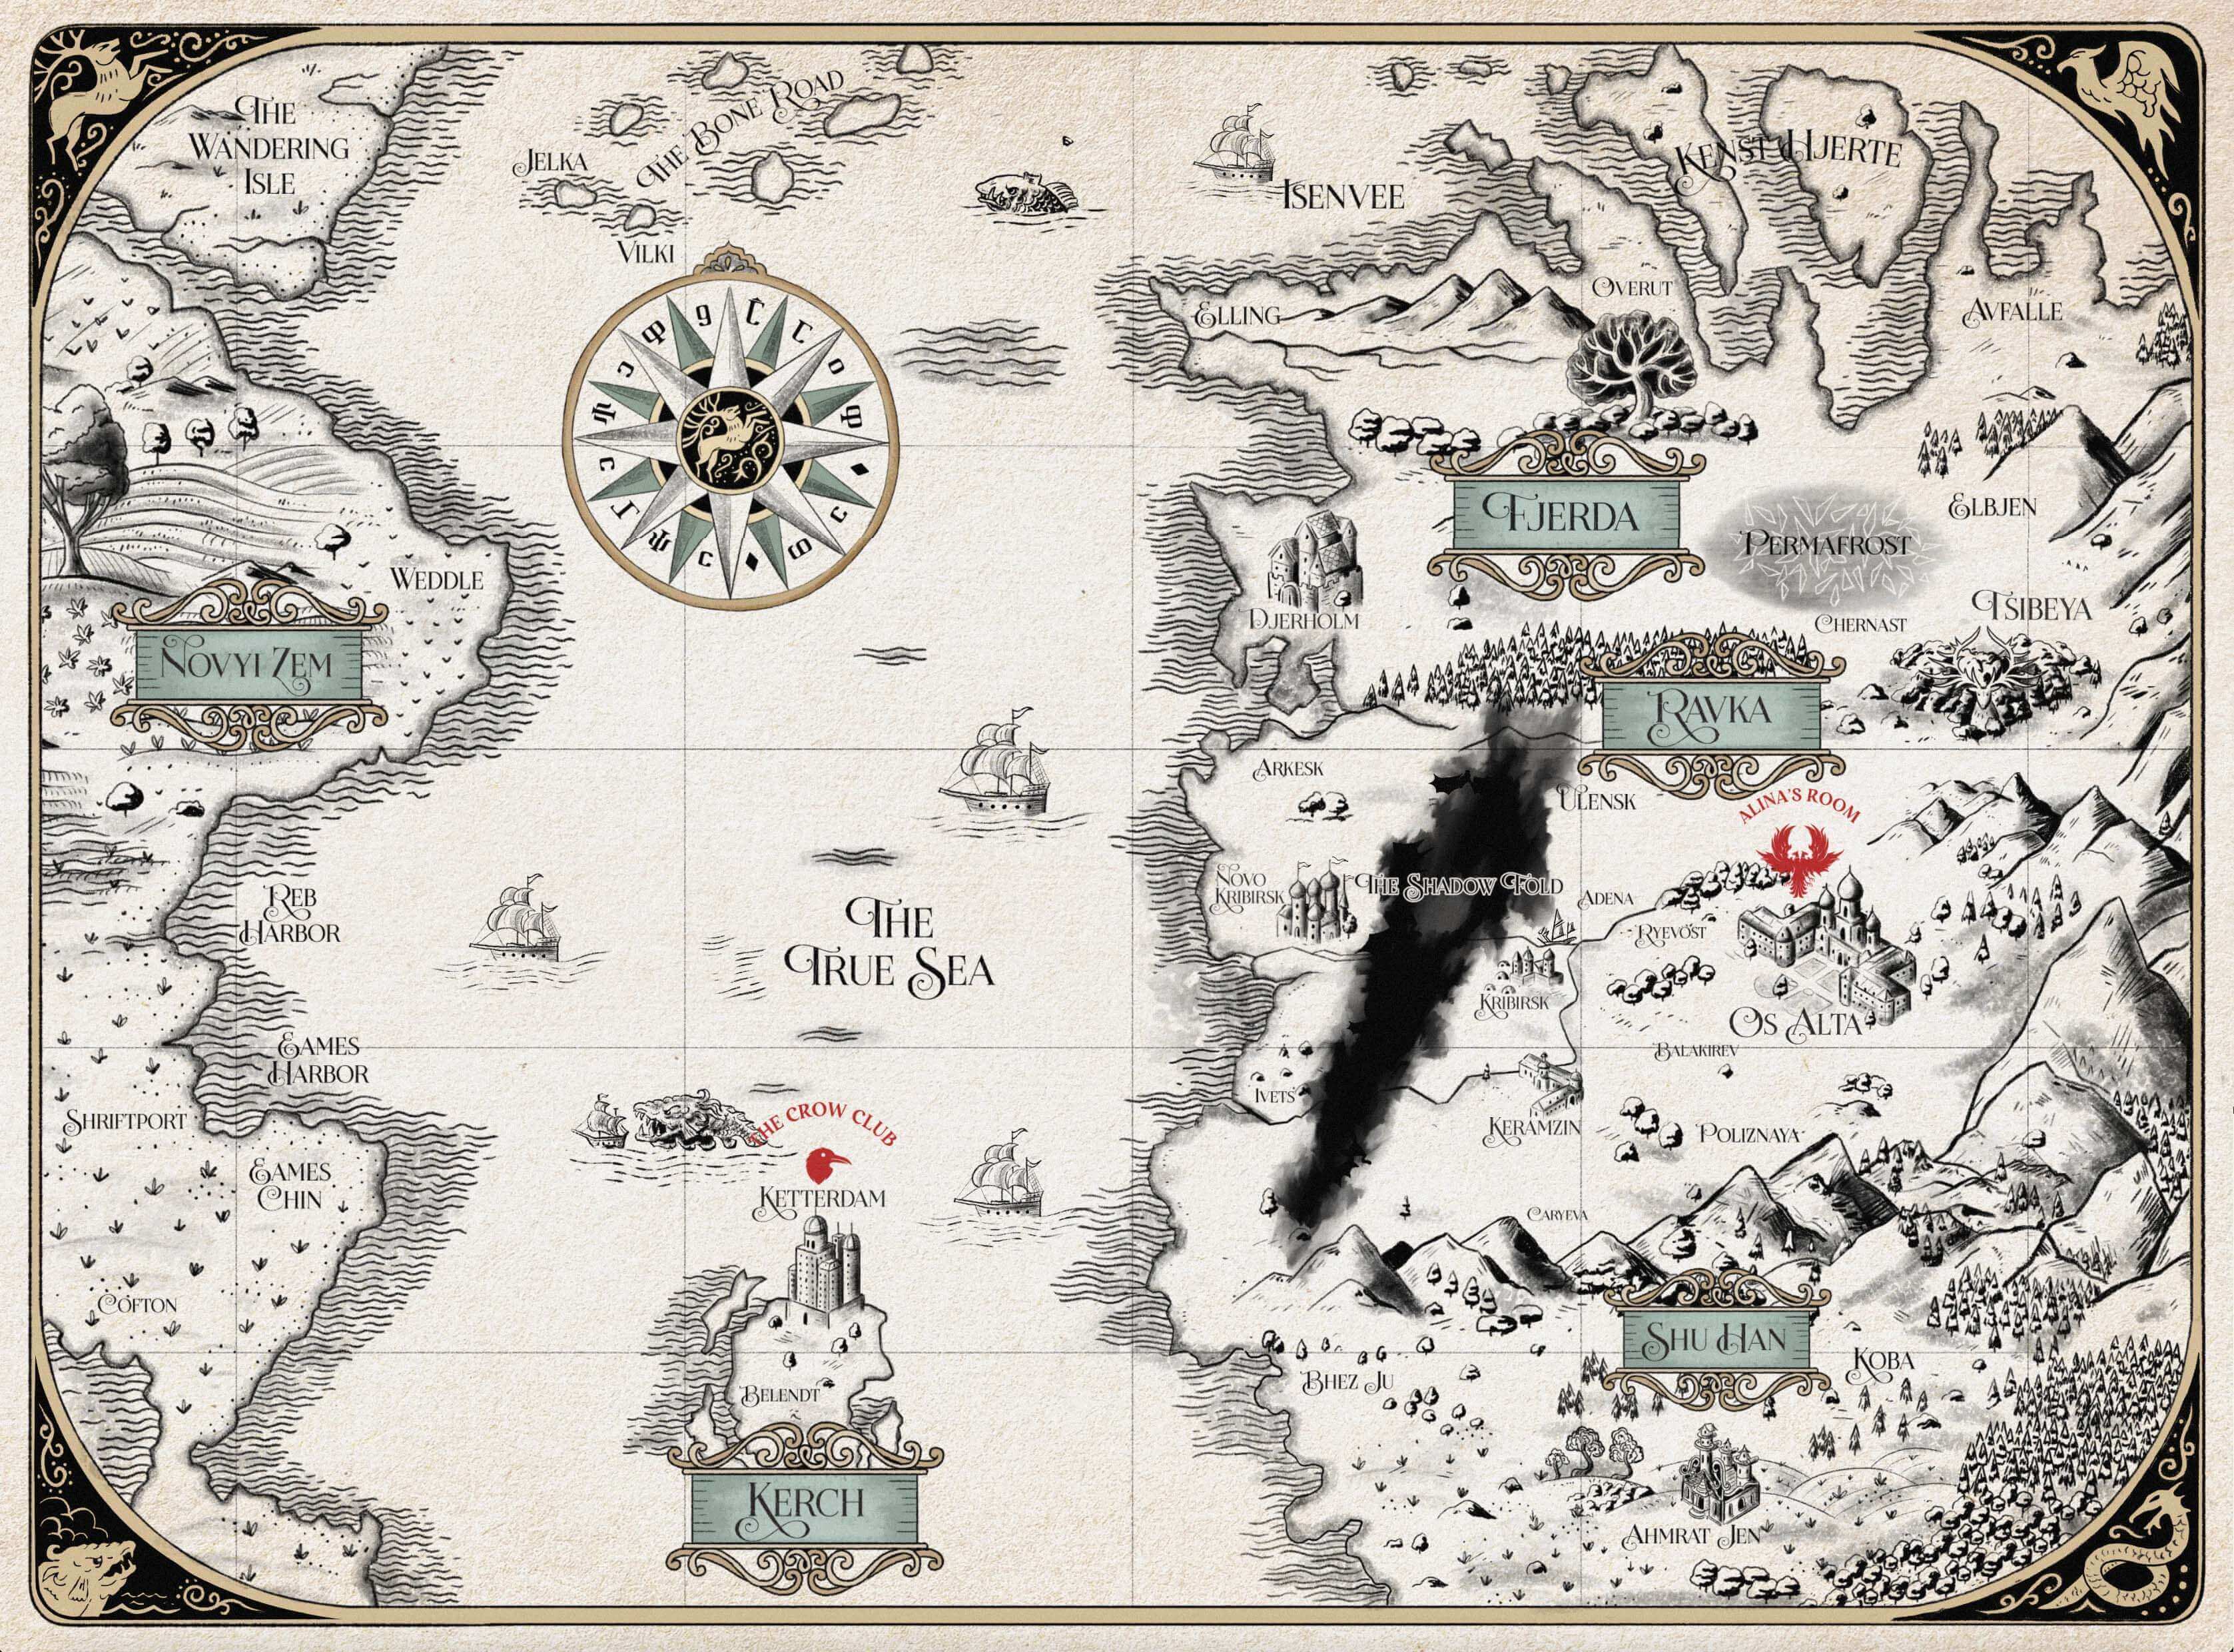 The
Wandering
Isle
Jelka
The Bone Road
Vilki
Isenvee
Kenst Hjerte
Elling
Overut
Avfalle
Fjerda
Permafrost
Elbjen
Weddle
Djerholm
Chernast
Tsibeya
Novyi Zem
Ravka
Arkesk
Ulensk
Alina's Room
Novo
Kribirsk
The Shadow Fold
Adena
Ryevost
Reb
Harbor
The
True Sea
Kribirsk
Os Alta
Balakirev
Eames
Harbor
Ivets
Shriftport
The Crow Club
Keramzin
Poliznaya
Eames
Chin
Ketterdam
Caryeva
Cofton
Shu Han
Koba
Bhez Ju
Belendt
Kerch
Ahmrat Jen